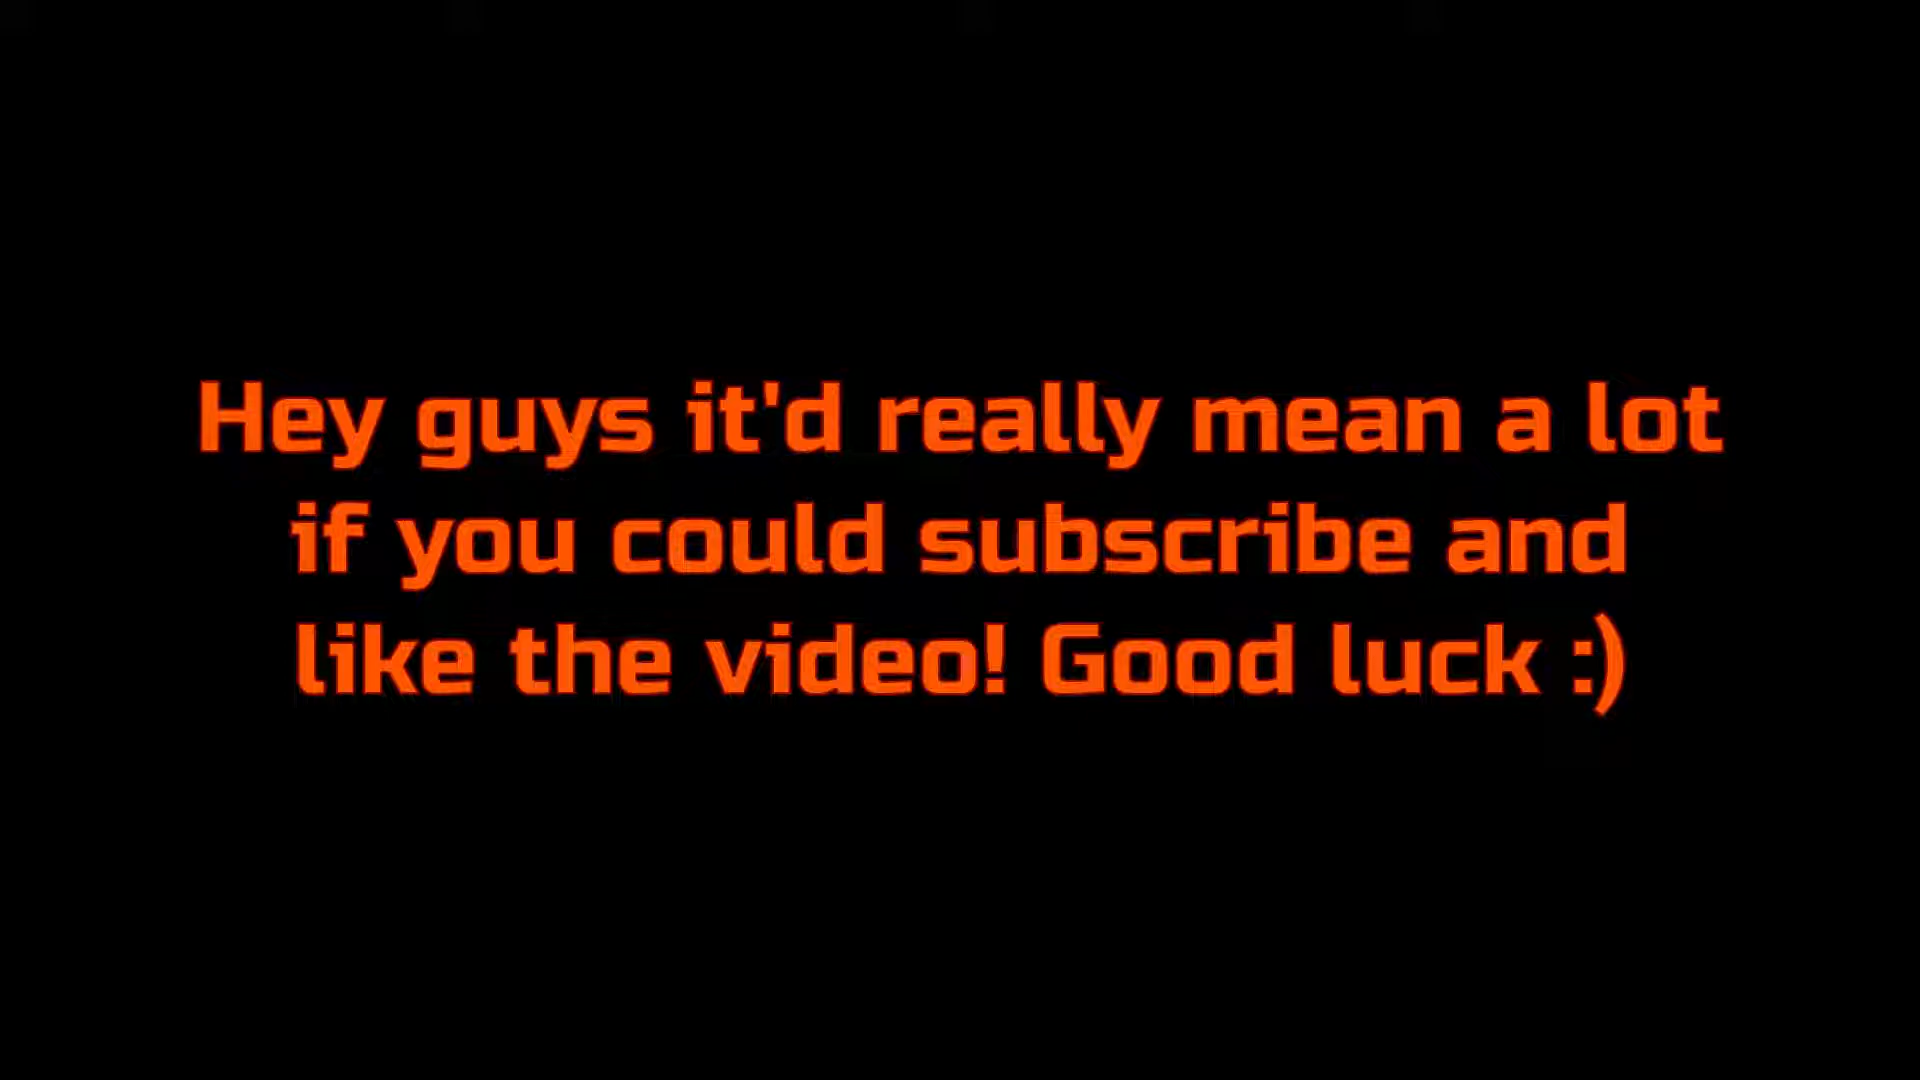 Hey guys it'd really mean a lot
if you could subscribe and
like the video! Good luck :)